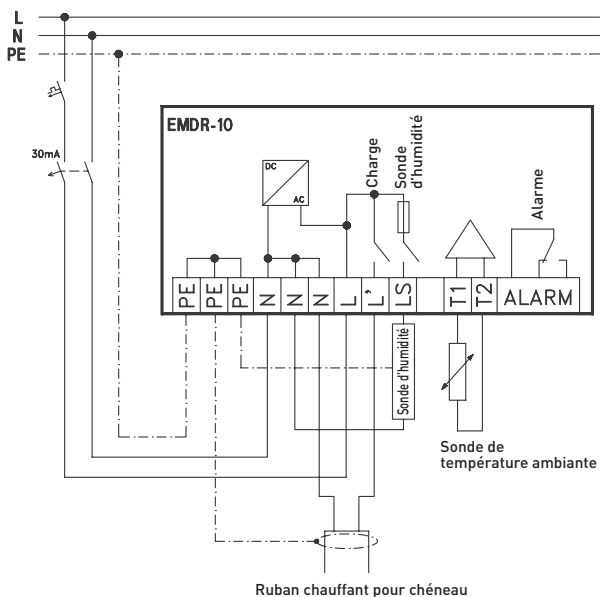 L
N
PE
30mA
EMDR-10
DC
AC
Charge
Sonde
d'humidité
Alarme
PE
PE
PE
N
N
N
L
L'
LS
T1
T2
ALARM
Sonde d'humidité
Sonde de
température ambiante
Ruban chauffant pour chéneau